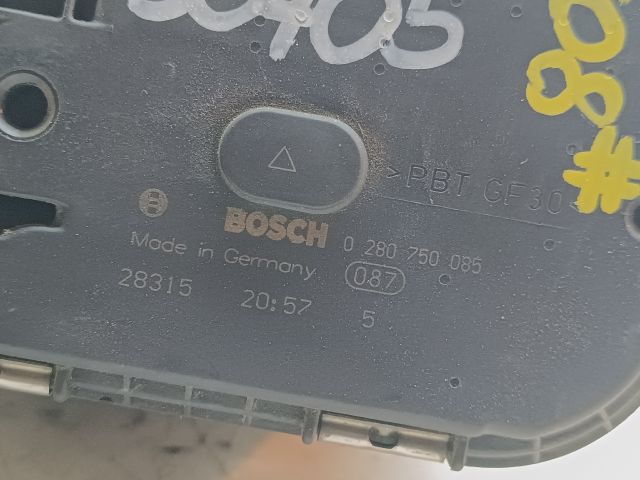 >PBT GF30<
BOSCH 0 280 750 085
Made in Germany 087
28315 20:57 5